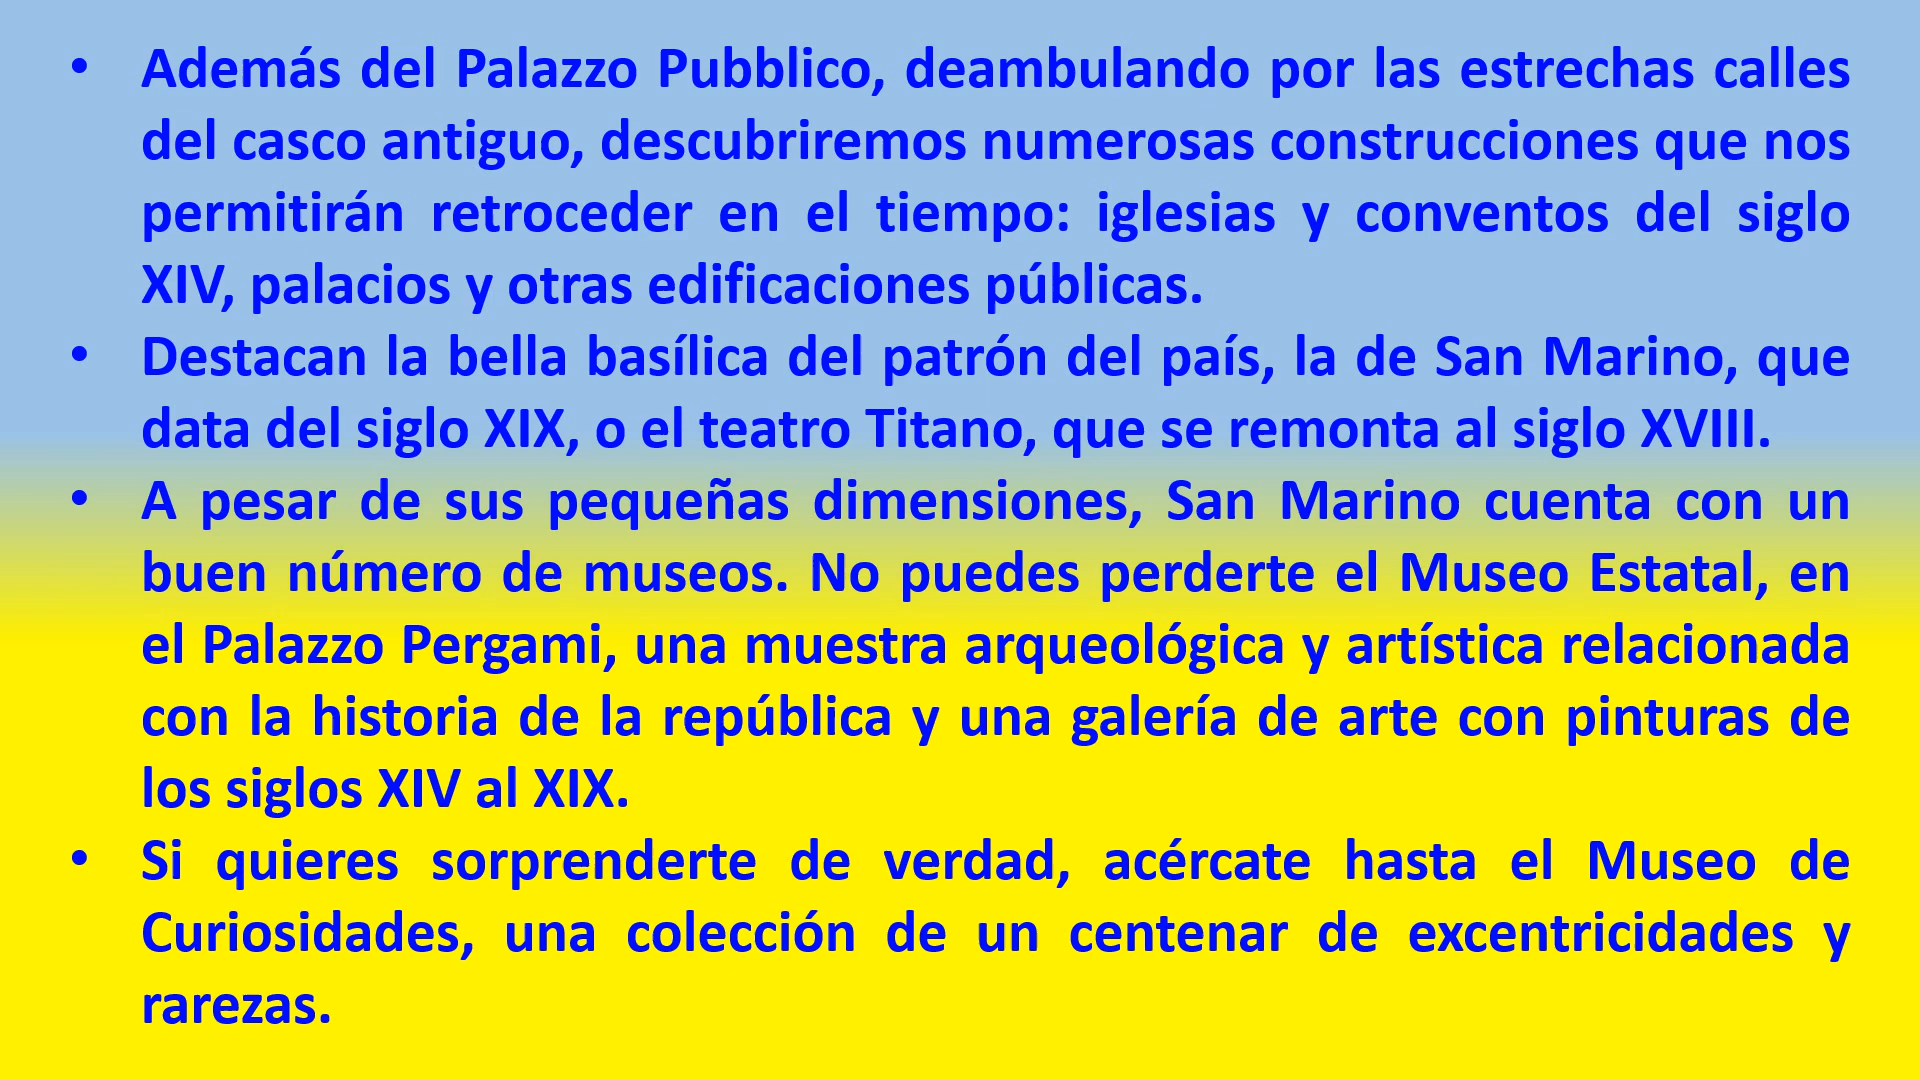 • Además del Palazzo Pubblico, deambulando por las estrechas calles
del casco antiguo, descubriremos numerosas construcciones que nos
permitirán retroceder en el tiempo: iglesias y conventos del siglo
XIV, palacios y otras edificaciones públicas.
• Destacan la bella basílica del patrón del país, la de San Marino, que
data del siglo XIX, o el teatro Titano, que se remonta al siglo XVIII.
• A pesar de sus pequeñas dimensiones, San Marino cuenta con un
buen número de museos. No puedes perderte el Museo Estatal, en
el Palazzo Pergami, una muestra arqueológica y artística relacionada
con la historia de la república y una galería de arte con pinturas de
los siglos XIV al XIX.
• Si quieres sorprenderte de verdad, acércate hasta el Museo de
Curiosidades, una colección de un centenar de excentricidades y
rarezas.